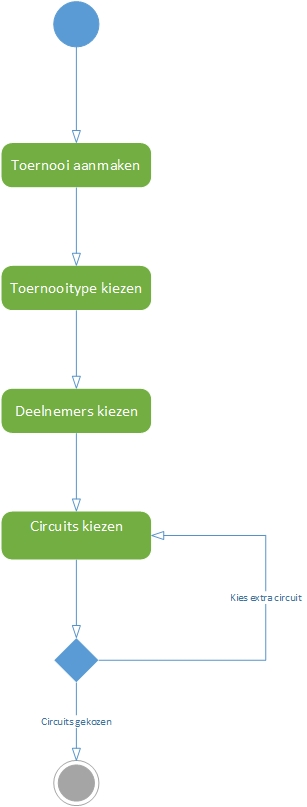 Toernooi aanmaken
Toernooitype kiezen
Deelnemers kiezen
Circuits kiezen
Kies extra circuit
Circuits gekozen